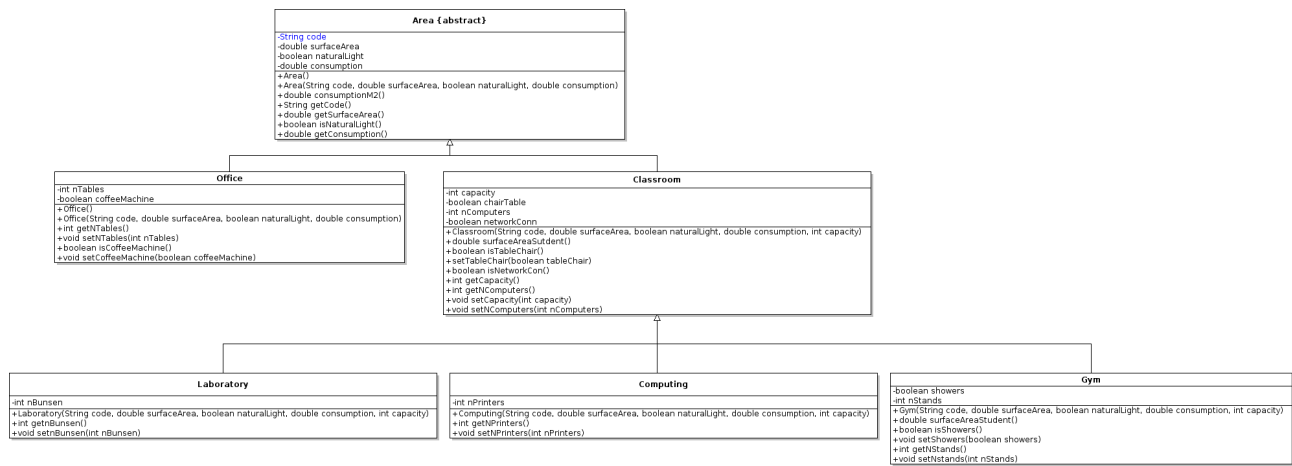 Area {abstract}
-String code
-double surfaceArea
-boolean naturalLight
-double consumption
+Area()
+Area(String code, double surfaceArea, boolean naturalLight, double consumption)
+double consumptionM2()
+String getCode()
+double getSurfaceArea()
+boolean isNaturalLight()
+double getConsumption()
Office
-int nTables
-boolean coffeeMachine
+Office()
+Office(String code, double surfaceArea, boolean naturalLight, double consumption)
+int getNTables()
+void setNTables(int nTables)
+boolean isCoffeeMachine()
+void setCoffeeMachine(boolean coffeeMachine)
Classroom
-int capacity
-boolean chairTable
-int nComputers
-boolean networkConn
+Classroom(String code, double surfaceArea, boolean naturalLight, double consumption, int capacity)
+double surfaceAreaSutdent()
+boolean isTableChair()
+setTableChair(boolean tableChair)
+boolean isNetworkCon()
+int getCapacity()
+int getNComputers()
+void setCapacity(int capacity)
+void setNComputers(int nComputers)
Laboratory
-int nBunsen
+Laboratory(String code, double surfaceArea, boolean naturalLight, double consumption, int capacity)
+int getnBunsen()
+void setnBunsen(int nBunsen)
Computing
-int nPrinters
+Computing(String code, double surfaceArea, boolean naturalLight, double consumption, int capacity)
+int getNPrinters()
+void setNPrinters(int nPrinters)
Gym
-boolean showers
-int nStands
+Gym(String code, double surfaceArea, boolean naturalLight, double consumption, int capacity)
+double surfaceAreaStudent()
+boolean isShowers()
+void setShowers(boolean showers)
+int getNStands()
+void setNstands(int nStands)